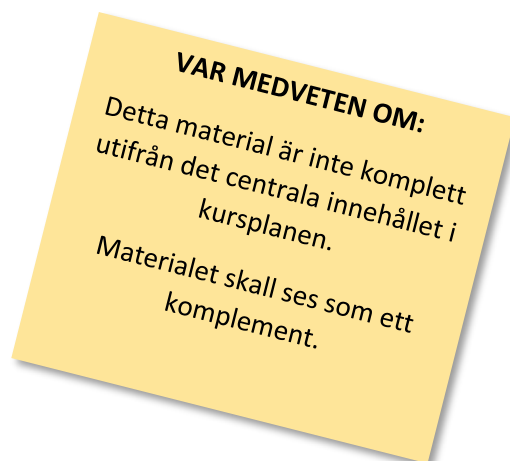 VAR MEDVETEN OM:
Detta material är inte komplett
utifrån det centrala innehållet i
kursplanen.
Materialet skall ses som ett
komplement.